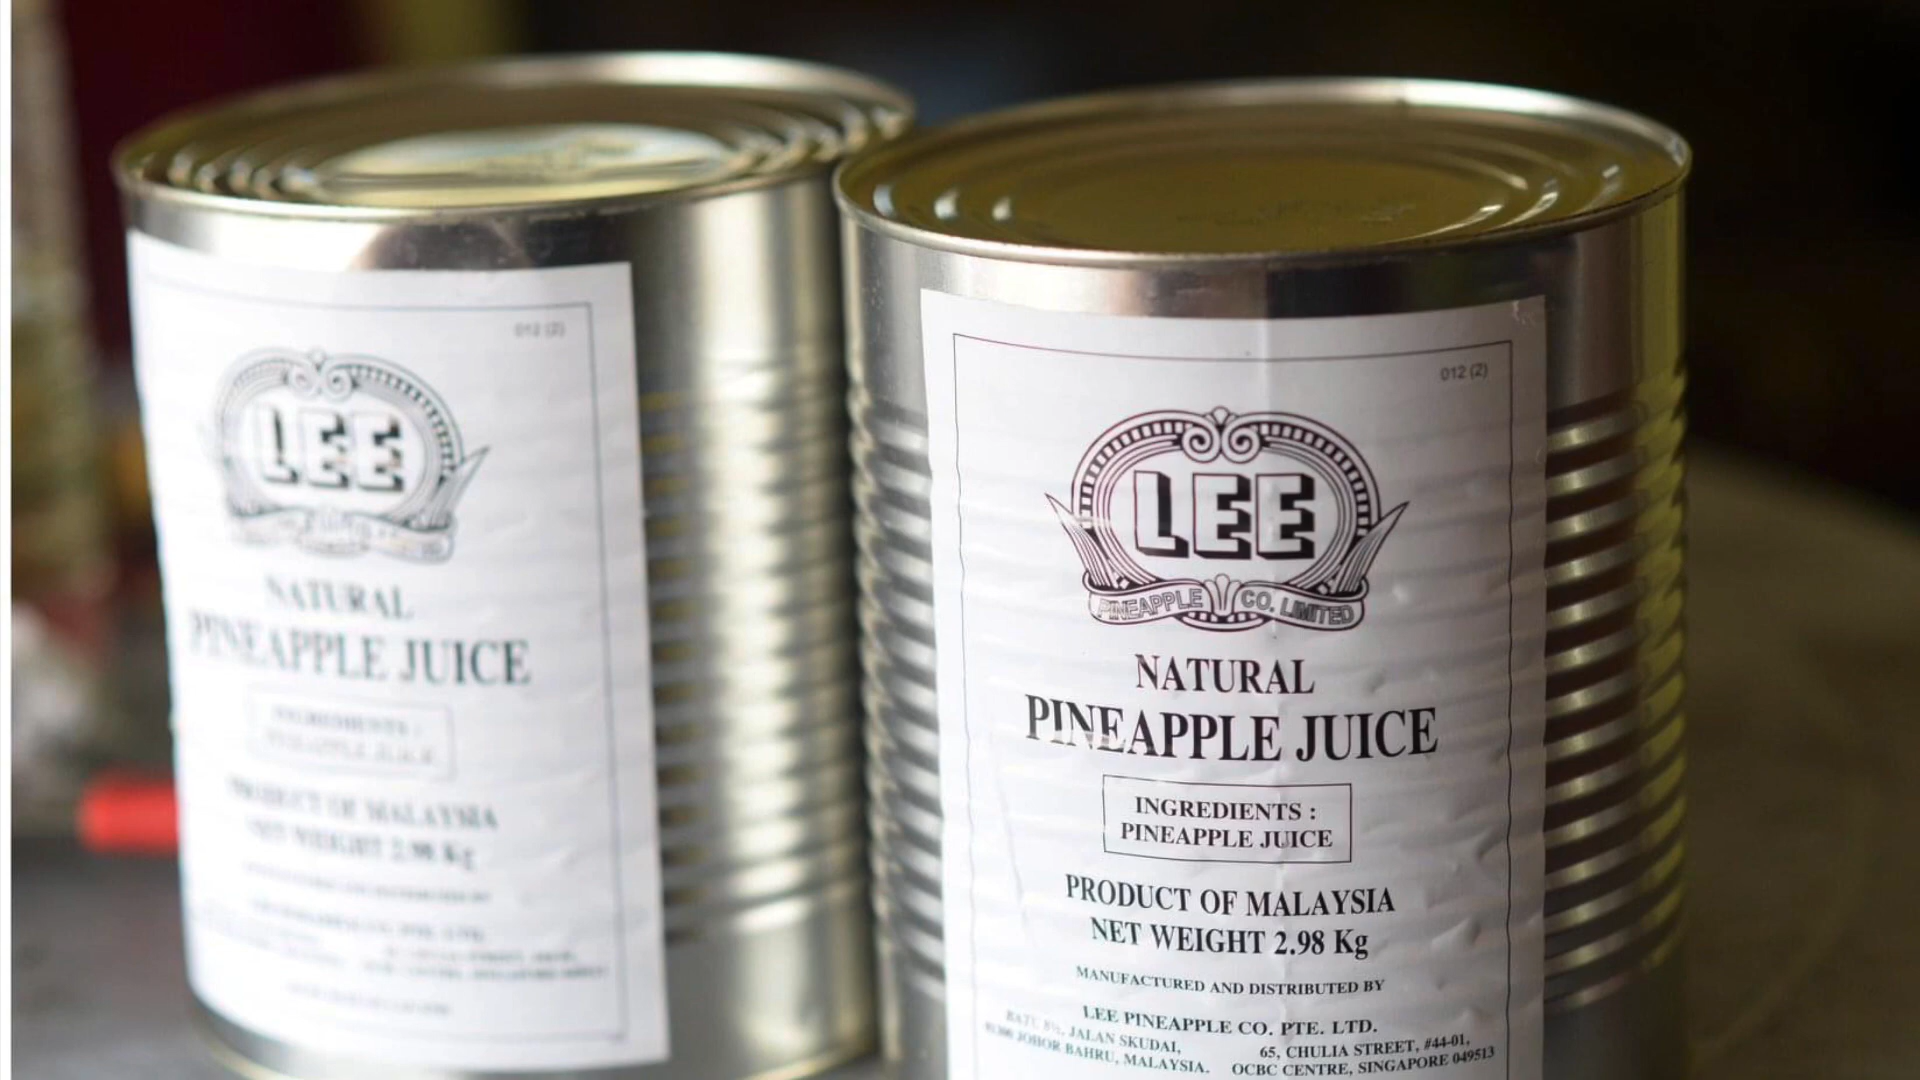 012 (2)
LEE
NATURAL
PINEAPPLE JUICE
INGREDIENTS :
PINEAPPLE JUICE
PRODUCT OF MALAYSIA
NET WEIGHT 2.98 Kg
012 (2)
LEE
PINEAPPLE CO. LIMITED
NATURAL
PINEAPPLE JUICE
INGREDIENTS :
PINEAPPLE JUICE
PRODUCT OF MALAYSIA
NET WEIGHT 2.98 Kg
MANUFACTURED AND DISTRIBUTED BY
LEE PINEAPPLE CO. PTE. LTD.
JALAN SKUDAI,
JOHOR BAHRU, MALAYSIA.
65, CHULIA STREET, #44-01,
OCBC CENTRE, SINGAPORE 049513